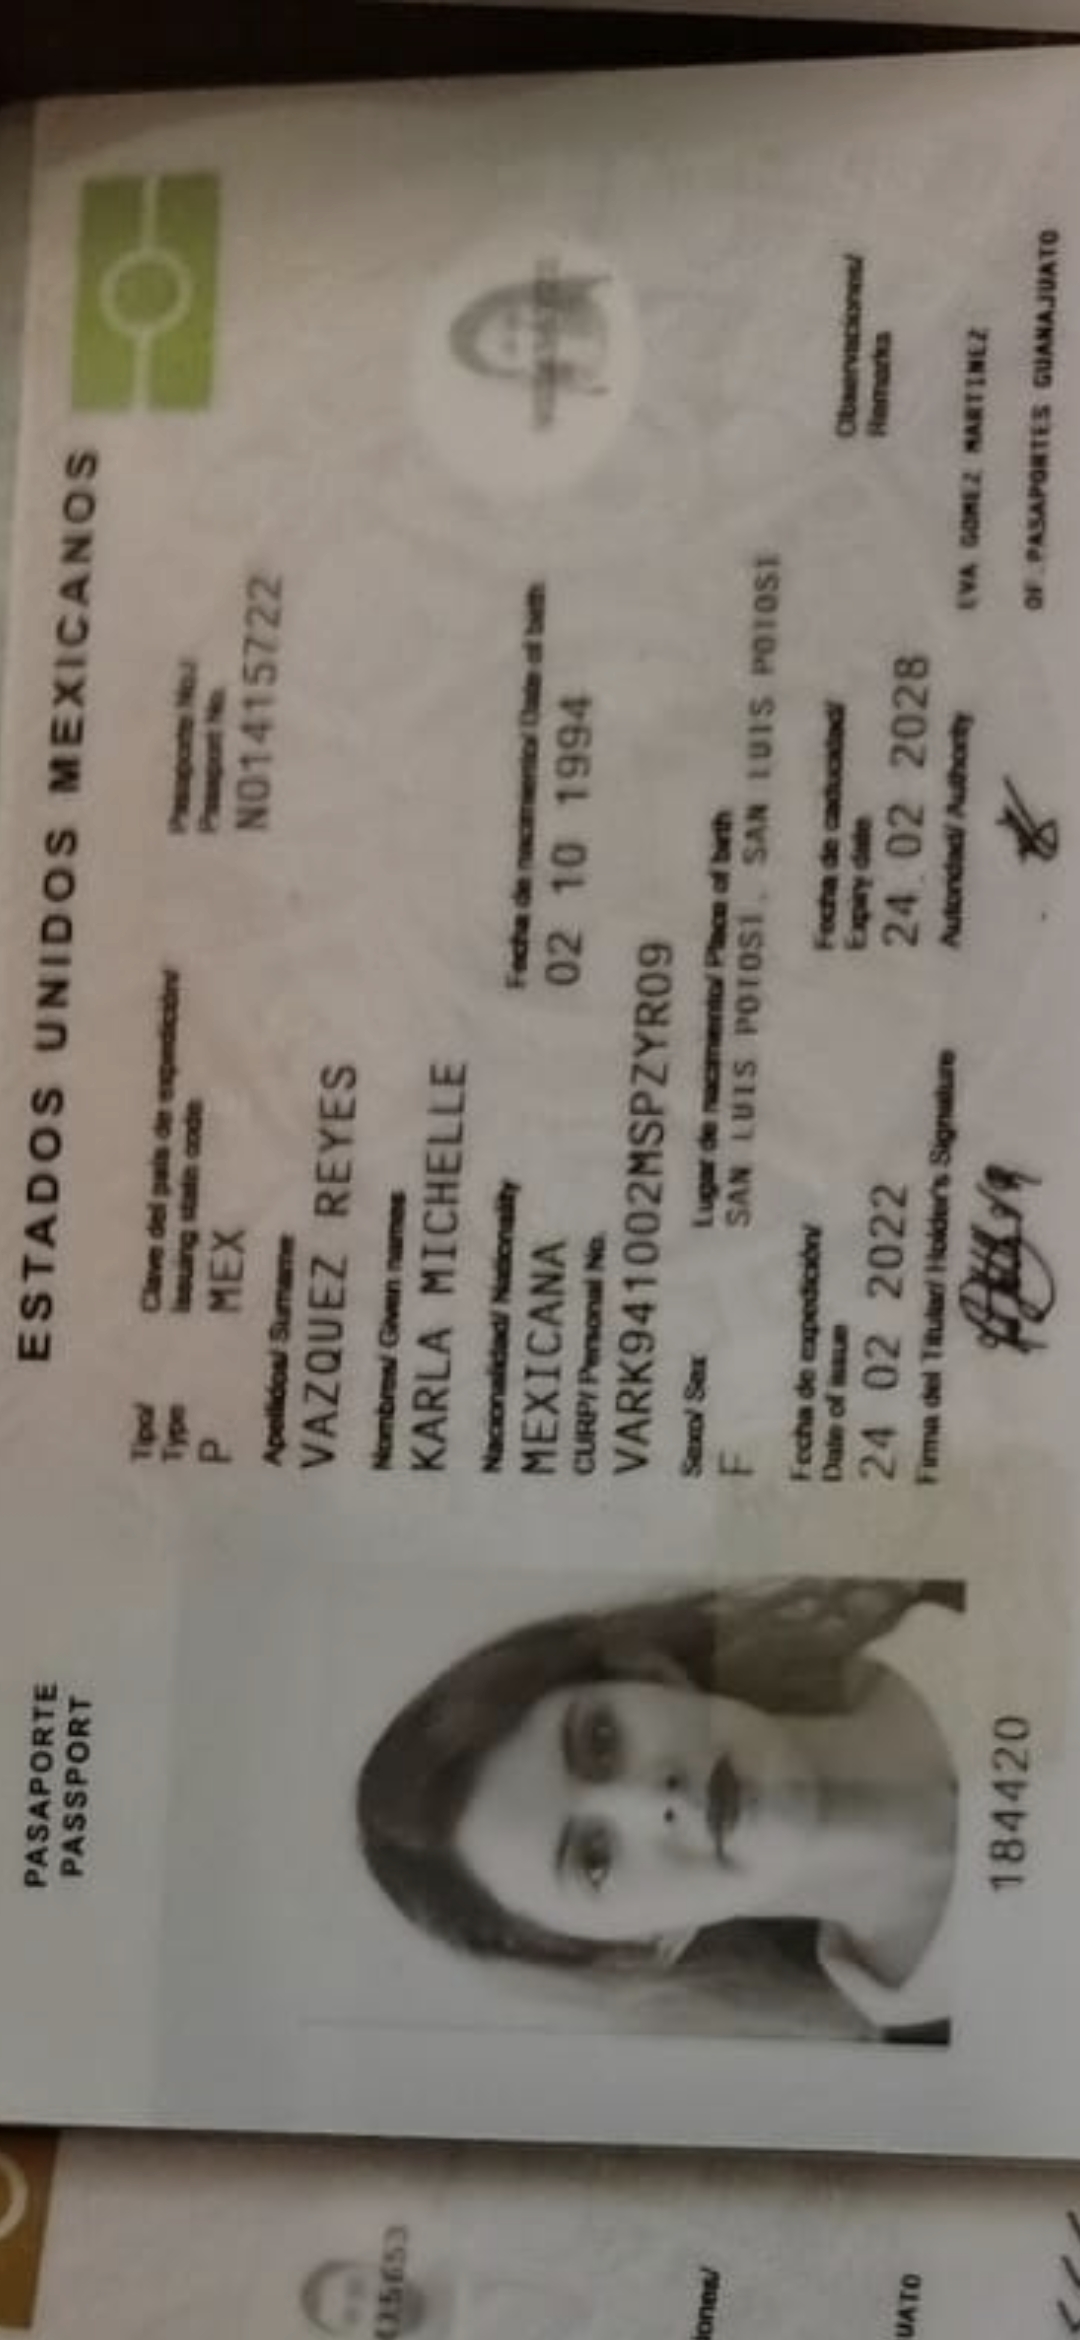 ESTADOS UNIDOS MEXICANOS
PASAPORTE
PASSPORT
Tipo/
Type
P
Clave del país de expedición/
Issuing state code
MEX
Pasaporte No./
Passport No.
N01415722
Apellidos/ Surname
VAZQUEZ REYES
Nombres/ Given names
KARLA MICHELLE
Nacionalidad/ Nationality
MEXICANA
Fecha de nacimiento/ Date of birth
02 10 1994
CURP/ Personal No.
VARK941002MSPZYR09
Sexo/ Sex
F
Lugar de nacimiento/ Place of birth
SAN LUIS POTOSI, SAN LUIS POTOSI
Fecha de expedición/
Date of issue
24 02 2022
Fecha de caducidad/
Expiry date
24 02 2028
Observaciones/
Remarks
Firma del Titular/ Holder's Signature
Autoridad/ Authority
EVA GOMEZ MARTINEZ
OF.PASAPORTES GUANAJUATO
184420
iones/
UATO